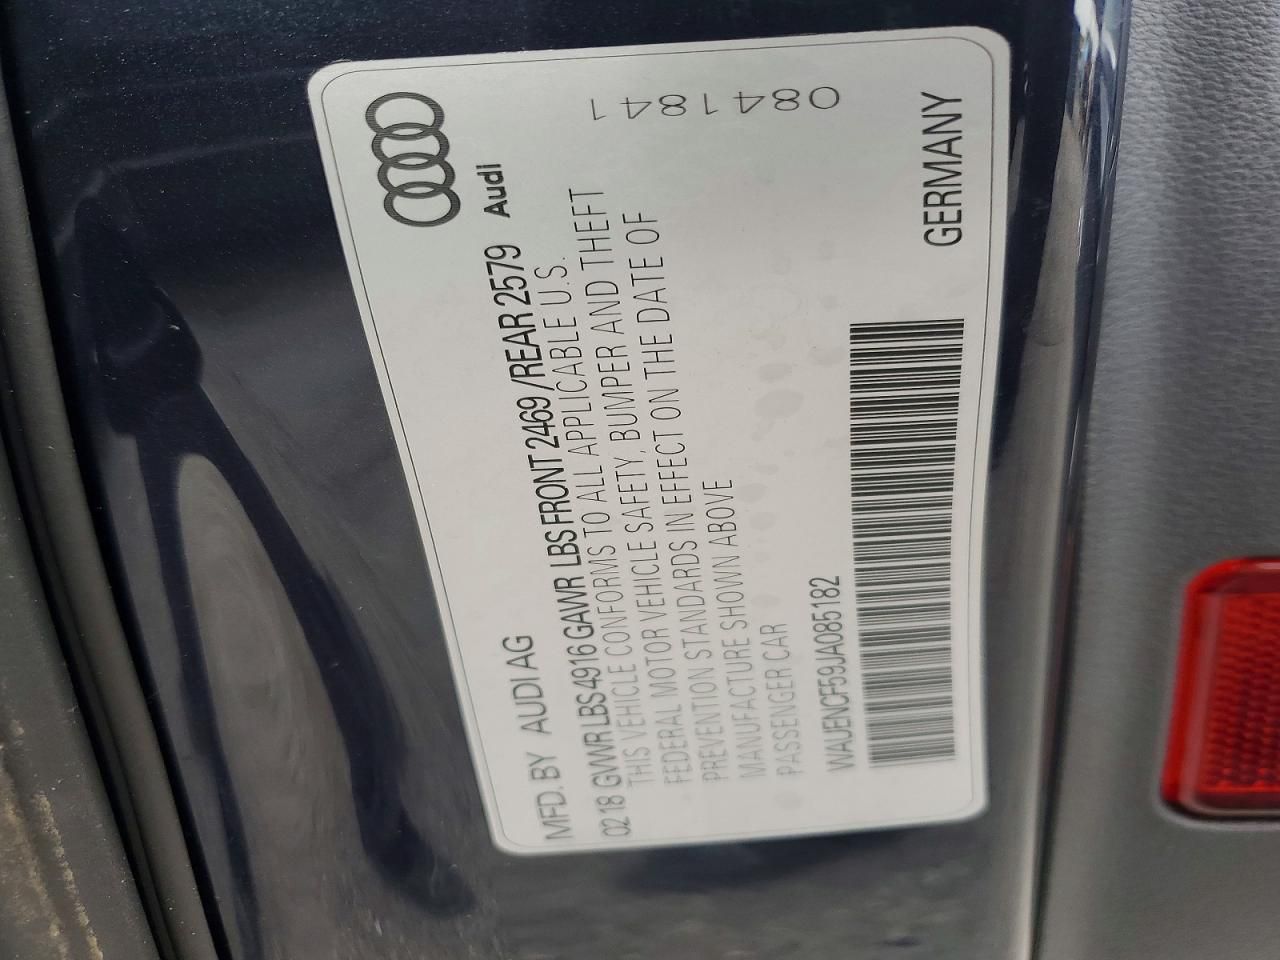 Audi
MFD. BY AUDI AG
02 18 GVWR LBS 4916 GAWR LBS FRONT 2469 / REAR 2579
THIS VEHICLE CONFORMS TO ALL APPLICABLE U.S.
FEDERAL MOTOR VEHICLE SAFETY, BUMPER AND THEFT
PREVENTION STANDARDS IN EFFECT ON THE DATE OF
MANUFACTURE SHOWN ABOVE
PASSENGER CAR
WAUENCF59JA085182
GERMANY
0841841